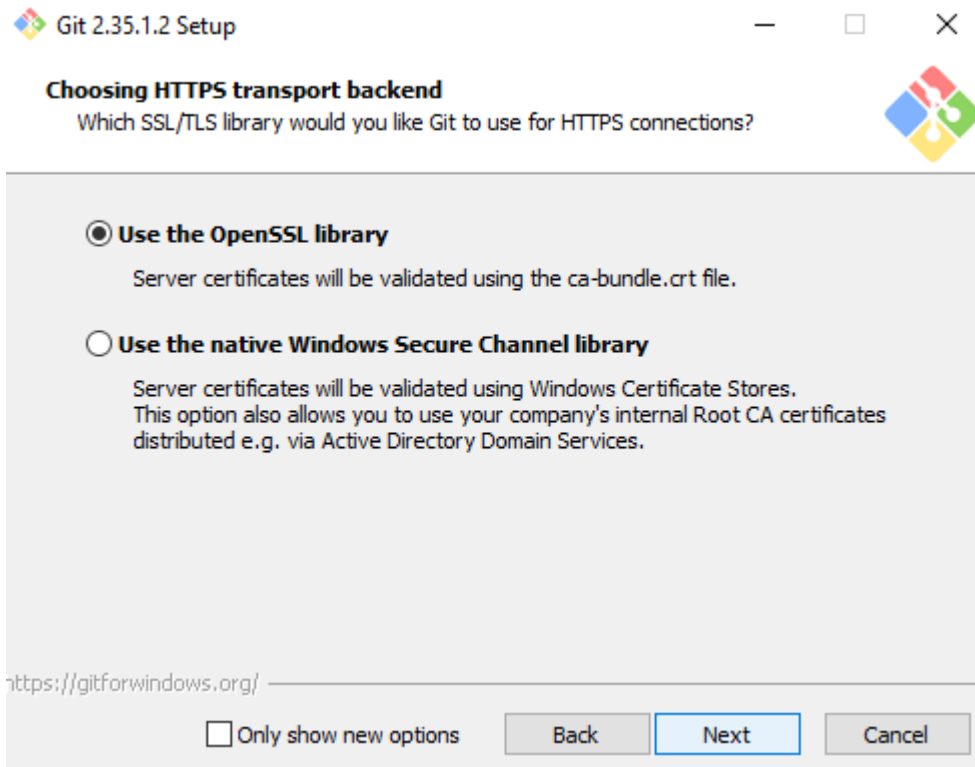 Git 2.35.1.2 Setup
Choosing HTTPS transport backend
Which SSL/TLS library would you like Git to use for HTTPS connections?
Use the OpenSSL library
Server certificates will be validated using the ca-bundle.crt file.
Use the native Windows Secure Channel library
Server certificates will be validated using Windows Certificate Stores.
This option also allows you to use your company's internal Root CA certificates
distributed e.g. via Active Directory Domain Services.
https://gitforwindows.org/
Only show new options
Back
Next
Cancel